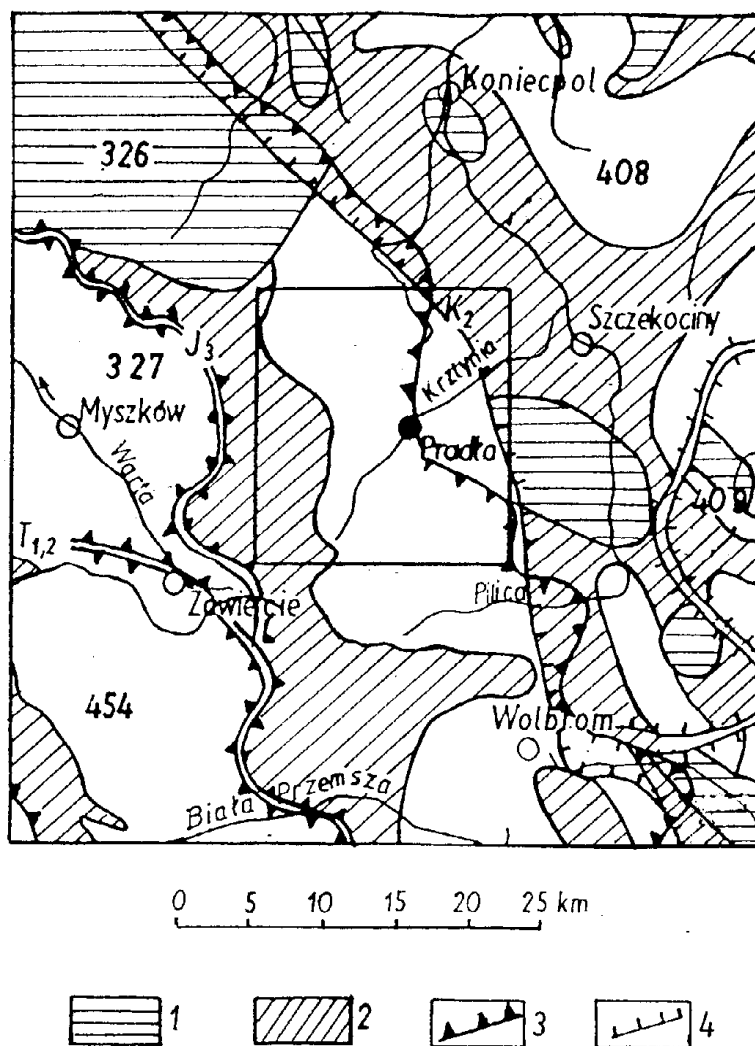 Koniecpol
326
408
K₂
Szczekociny
J₃
Krztynia
327
Myszków
Pradła
Warta
409
T₁,₂
Pilica
Zawiercie
454
Wolbrom
Biała Przemsza
0 5 10 15 20 25 km
1 2 3 4